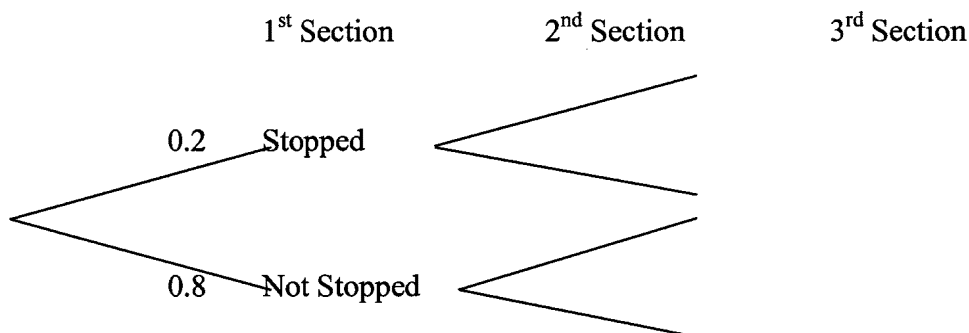 1st Section 2nd Section 3rd Section
0.2 Stopped
0.8 Not Stopped